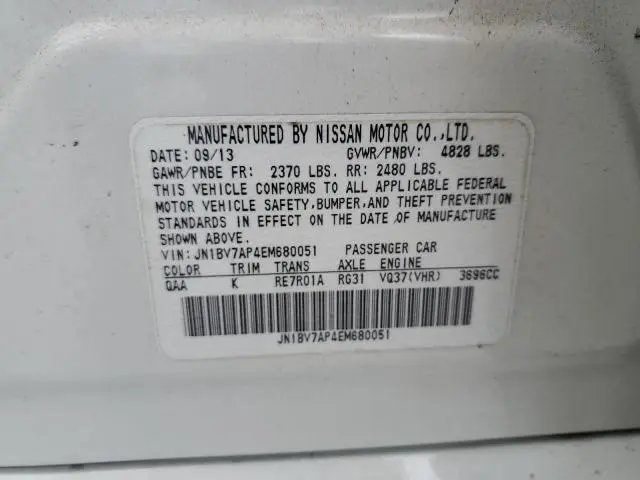 MANUFACTURED BY NISSAN MOTOR CO.,LTD.
DATE: 09/13 GVWR/PNBV: 4828 LBS.
GAWR/PNBE FR: 2370 LBS. RR: 2480 LBS.
THIS VEHICLE CONFORMS TO ALL APPLICABLE FEDERAL
MOTOR VEHICLE SAFETY,BUMPER,AND THEFT PREVENTION
STANDARDS IN EFFECT ON THE DATE OF MANUFACTURE
SHOWN ABOVE.
VIN: JN1BV7AP4EM680051 PASSENGER CAR
COLOR TRIM TRANS AXLE ENGINE
QAA K RE7R01A RG31 VQ37(VHR) 3696CC
JN1BV7AP4EM680051